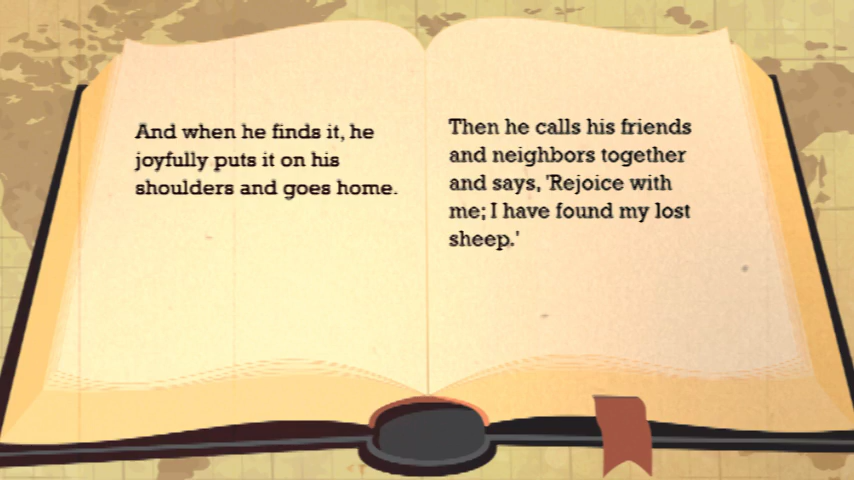 And when he finds it, he
joyfully puts it on his
shoulders and goes home.
Then he calls his friends
and neighbors together
and says, 'Rejoice with
me; I have found my lost
sheep.'